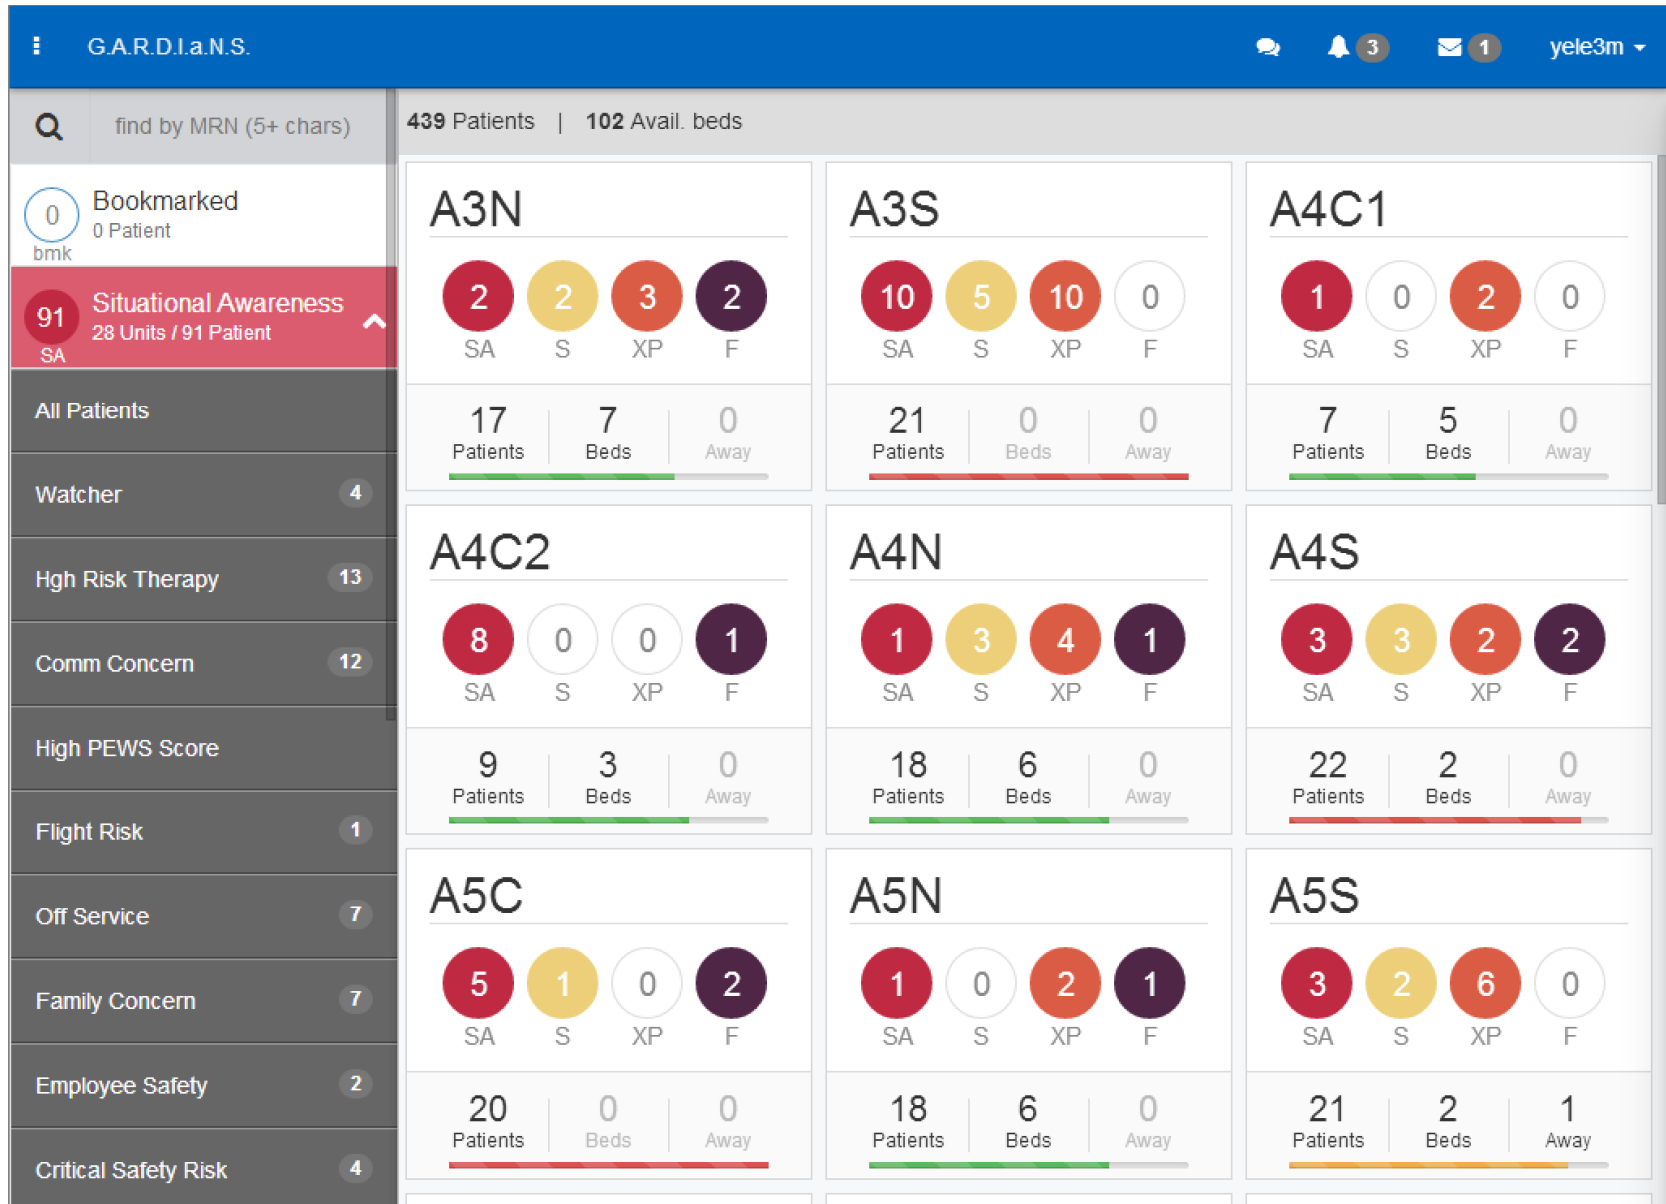 G.A.R.D.I.a.N.S. 3 1 yele3m
find by MRN (5+ chars)
439 Patients | 102 Avail. beds
0 Bookmarked
0 Patient
bmk
91 Situational Awareness
28 Units / 91 Patient
SA
All Patients
Watcher 4
Hgh Risk Therapy 13
Comm Concern 12
High PEWS Score
Flight Risk 1
Off Service 7
Family Concern 7
Employee Safety 2
Critical Safety Risk 4
A3N
2 2 3 2
SA S XP F
17 7 0
Patients Beds Away
A3S
10 5 10 0
SA S XP F
21 0 0
Patients Beds Away
A4C1
1 0 2 0
SA S XP F
7 5 0
Patients Beds Away
A4C2
8 0 0 1
SA S XP F
9 3 0
Patients Beds Away
A4N
1 3 4 1
SA S XP F
18 6 0
Patients Beds Away
A4S
3 3 2 2
SA S XP F
22 2 0
Patients Beds Away
A5C
5 1 0 2
SA S XP F
20 0 0
Patients Beds Away
A5N
1 0 2 1
SA S XP F
18 6 0
Patients Beds Away
A5S
3 2 6 0
SA S XP F
21 2 1
Patients Beds Away